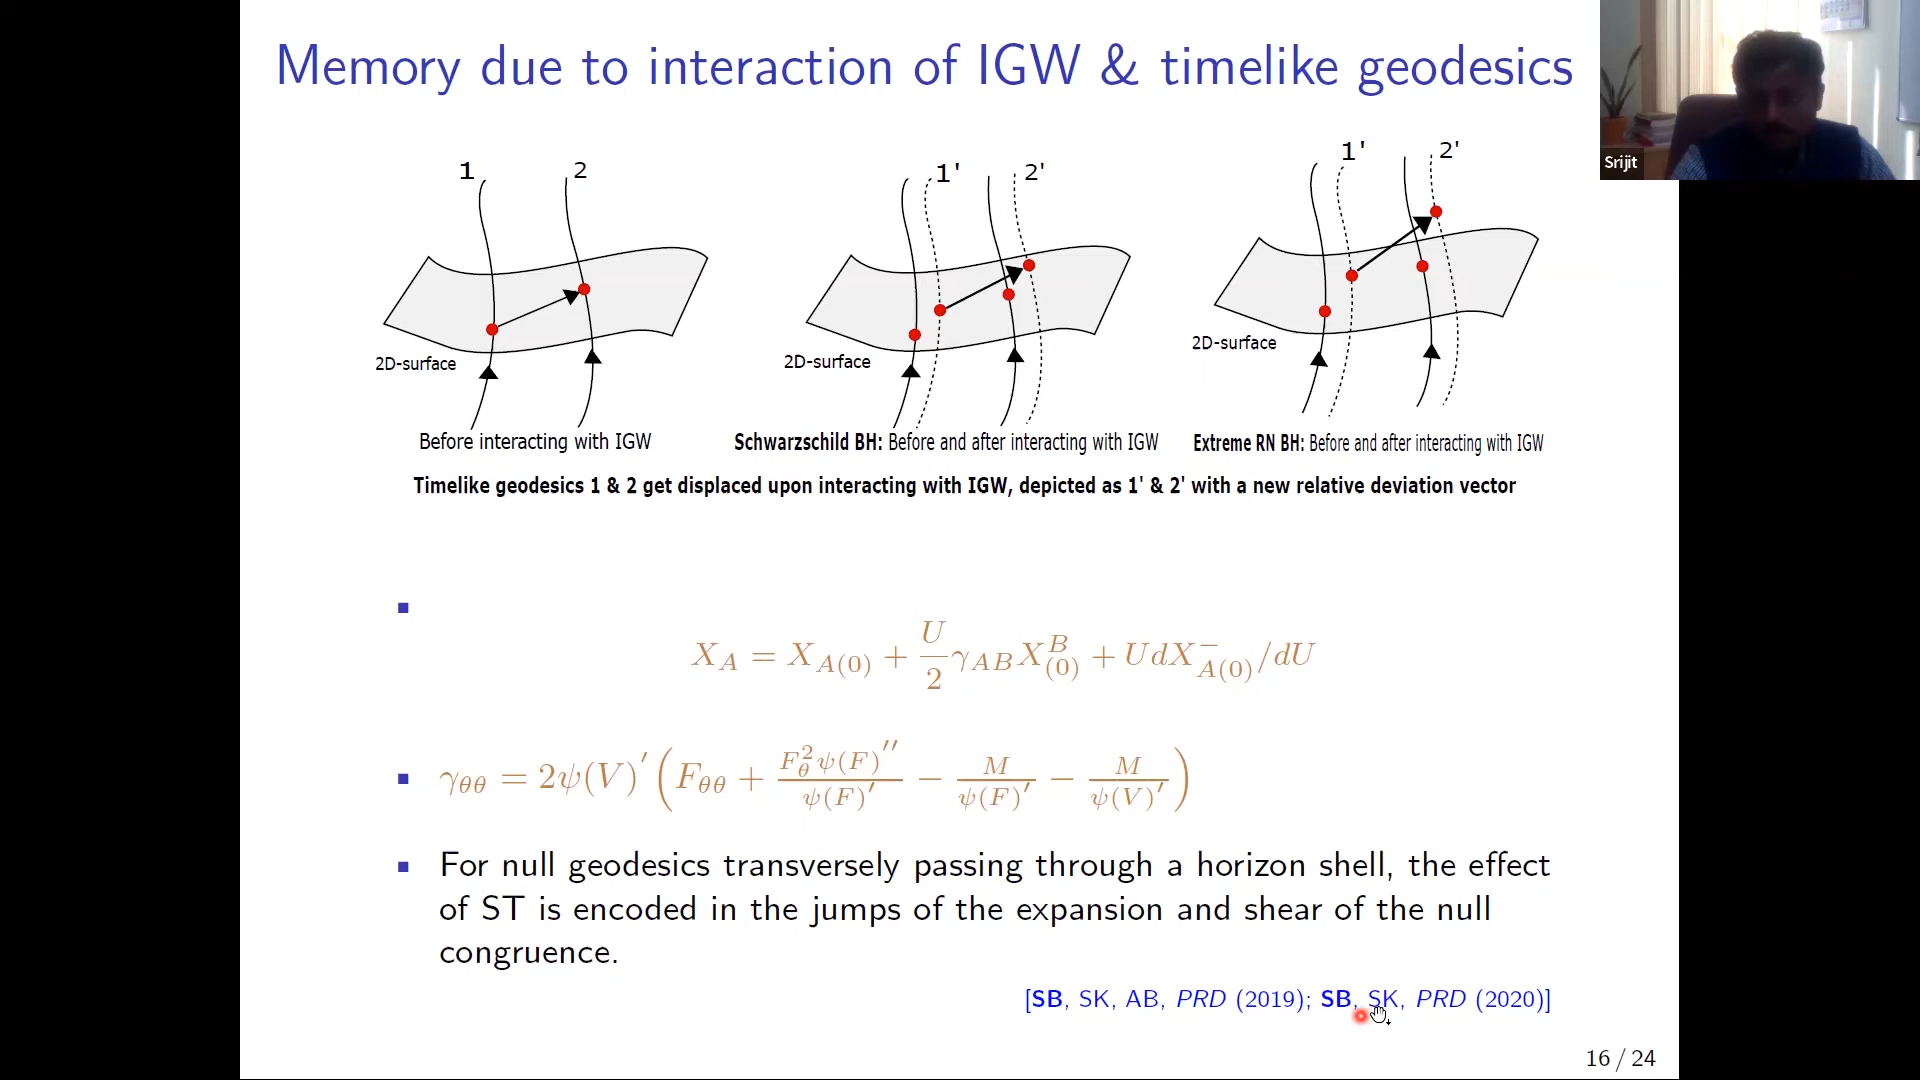 Memory due to interaction of IGW & timelike geodesics
Srijit
1 2
1' 2'
1' 2'
2D-surface
2D-surface
2D-surface
Before interacting with IGW
Schwarzschild BH: Before and after interacting with IGW
Extreme RN BH: Before and after interacting with IGW
Timelike geodesics 1 & 2 get displaced upon interacting with IGW, depicted as 1' & 2' with a new relative deviation vector
X_A = X_{A(0)} + \frac{U}{2} γ_{AB} X^B_{(0)} + U dX^-_{A(0)}/dU
γ_{θθ} = 2ψ(V)' ( F_{θθ} + \frac{F_θ^2 ψ(F)''}{ψ(F)'} − \frac{M}{ψ(F)'} − \frac{M}{ψ(V)'} )
For null geodesics transversely passing through a horizon shell, the effect
of ST is encoded in the jumps of the expansion and shear of the null
congruence.
[SB, SK, AB, PRD (2019); SB, SK, PRD (2020)]
16 / 24